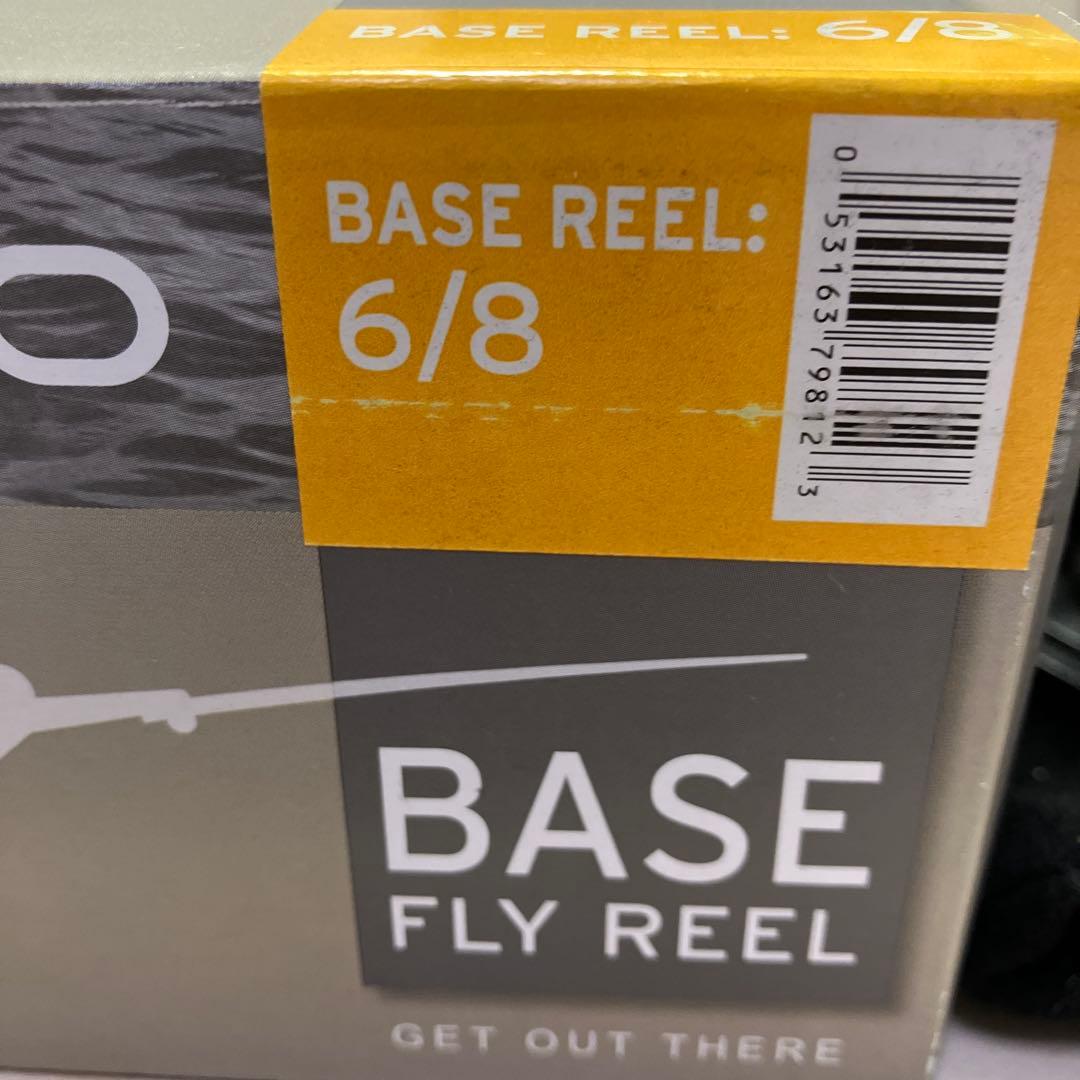 BASE REEL: 6/8
BASE REEL:
6/8
0 53163 79812 3
O
BASE
FLY REEL
GET OUT THERE